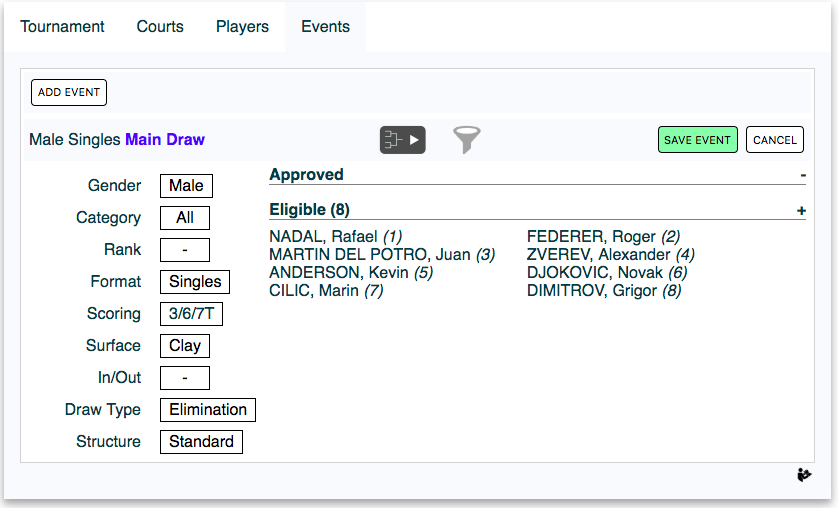 Tournament Courts Players Events
ADD EVENT
Male Singles Main Draw SAVE EVENT CANCEL
Approved -
Gender Male
Eligible (8) +
Category All
NADAL, Rafael (1) FEDERER, Roger (2)
Rank -
MARTIN DEL POTRO, Juan (3) ZVEREV, Alexander (4)
ANDERSON, Kevin (5) DJOKOVIC, Novak (6)
Format Singles
CILIC, Marin (7) DIMITROV, Grigor (8)
Scoring 3/6/7T
Surface Clay
In/Out -
Draw Type Elimination
Structure Standard